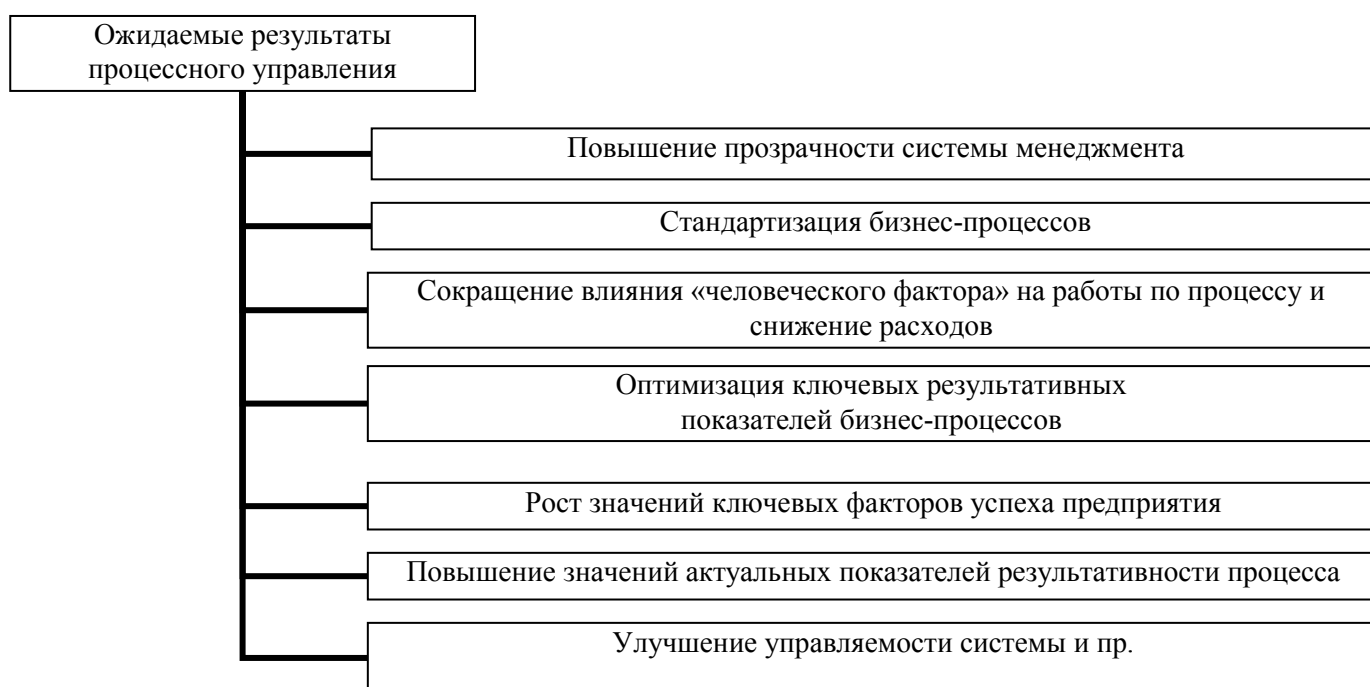 Ожидаемые результаты
процессного управления
Повышение прозрачности системы менеджмента
Стандартизация бизнес-процессов
Сокращение влияния «человеческого фактора» на работы по процессу и
снижение расходов
Оптимизация ключевых результативных
показателей бизнес-процессов
Рост значений ключевых факторов успеха предприятия
Повышение значений актуальных показателей результативности процесса
Улучшение управляемости системы и пр.